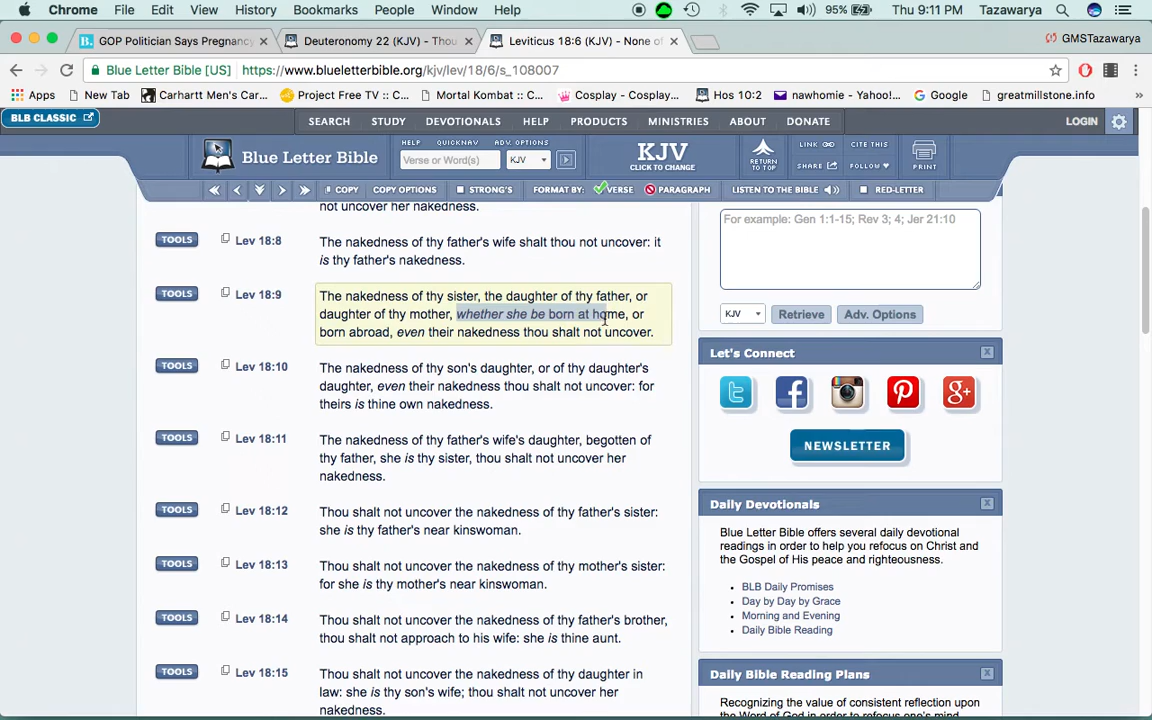 Chrome File Edit View History Bookmarks People Window Help 95% Thu 9:11 PM Tazawarya
GOP Politician Says Pregnancy × Deuteronomy 22 (KJV) - Thou × Leviticus 18:6 (KJV) - None of × GMSTazawarya
Blue Letter Bible [US] https://www.blueletterbible.org/kjv/lev/18/6/s_108007
Apps New Tab Carhartt Men's Car... Project Free TV :: C... Mortal Kombat :: C... Cosplay - Cosplay... Hos 10:2 nawhomie - Yahoo!... Google greatmillstone.info »
BLB CLASSIC SEARCH STUDY DEVOTIONALS HELP PRODUCTS MINISTRIES ABOUT DONATE LOGIN
Blue Letter Bible
HELP QUICKNAV ADV. OPTIONS
Verse or Word(s) KJV
KJV
CLICK TO CHANGE
RETURN
TO TOP
LINK CITE THIS
SHARE FOLLOW
PRINT
COPY COPY OPTIONS STRONG'S FORMAT BY: VERSE PARAGRAPH LISTEN TO THE BIBLE RED-LETTER
not uncover her nakedness.
TOOLS Lev 18:8 The nakedness of thy father's wife shalt thou not uncover: it
is thy father's nakedness.
TOOLS Lev 18:9 The nakedness of thy sister, the daughter of thy father, or
daughter of thy mother, whether she be born at home, or
born abroad, even their nakedness thou shalt not uncover.
TOOLS Lev 18:10 The nakedness of thy son's daughter, or of thy daughter's
daughter, even their nakedness thou shalt not uncover: for
theirs is thine own nakedness.
TOOLS Lev 18:11 The nakedness of thy father's wife's daughter, begotten of
thy father, she is thy sister, thou shalt not uncover her
nakedness.
TOOLS Lev 18:12 Thou shalt not uncover the nakedness of thy father's sister:
she is thy father's near kinswoman.
TOOLS Lev 18:13 Thou shalt not uncover the nakedness of thy mother's sister:
for she is thy mother's near kinswoman.
TOOLS Lev 18:14 Thou shalt not uncover the nakedness of thy father's brother,
thou shalt not approach to his wife: she is thine aunt.
TOOLS Lev 18:15 Thou shalt not uncover the nakedness of thy daughter in
law: she is thy son's wife; thou shalt not uncover her
nakedness.
For example: Gen 1:1-15; Rev 3; 4; Jer 21:10
KJV Retrieve Adv. Options
Let's Connect
NEWSLETTER
Daily Devotionals
Blue Letter Bible offers several daily devotional
readings in order to help you refocus on Christ and
the Gospel of His peace and righteousness.
BLB Daily Promises
Day by Day by Grace
Morning and Evening
Daily Bible Reading
Daily Bible Reading Plans
Recognizing the value of consistent reflection upon
the Word of God in order to refocus one's mind